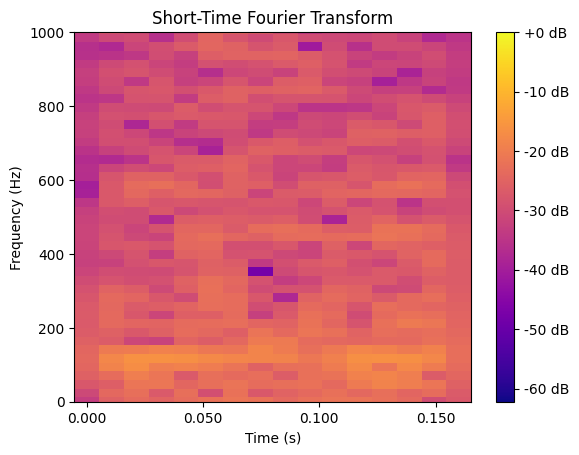 Short-Time Fourier Transform
1000
800
600
400
200
0
Frequency (Hz)
0.000
0.050
0.100
0.150
Time (s)
+0 dB
-10 dB
-20 dB
-30 dB
-40 dB
-50 dB
-60 dB